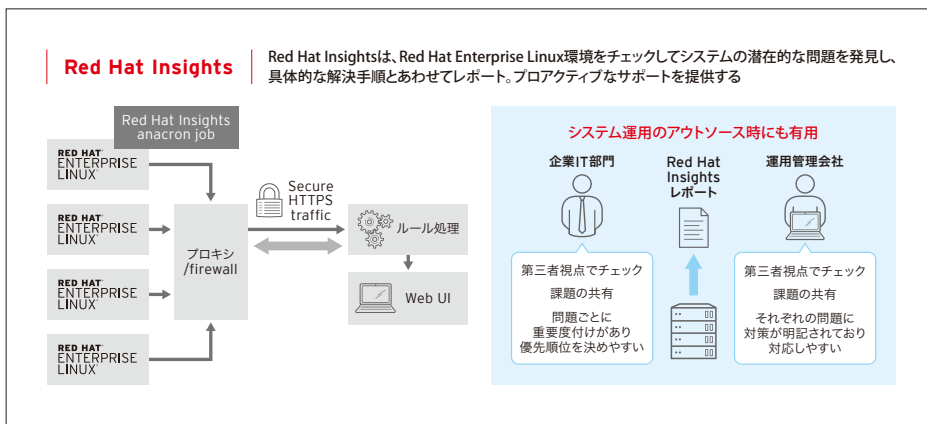 Red Hat Insights
Red Hat Insightsは、Red Hat Enterprise Linux環境をチェックしてシステムの潜在的な問題を発見し、
具体的な解決手順とあわせてレポート。プロアクティブなサポートを提供する
Red Hat Insights
anacron job
RED HAT
ENTERPRISE
LINUX
RED HAT
ENTERPRISE
LINUX
RED HAT
ENTERPRISE
LINUX
RED HAT
ENTERPRISE
LINUX
プロキシ
/firewall
Secure
HTTPS
traffic
ルール処理
Web UI
システム運用のアウトソース時にも有用
企業IT部門
第三者視点でチェック
課題の共有
問題ごとに
重要度付けがあり
優先順位を決めやすい
Red Hat
Insights
レポート
運用管理会社
第三者視点でチェック
課題の共有
それぞれの問題に
対策が明記されており
対応しやすい